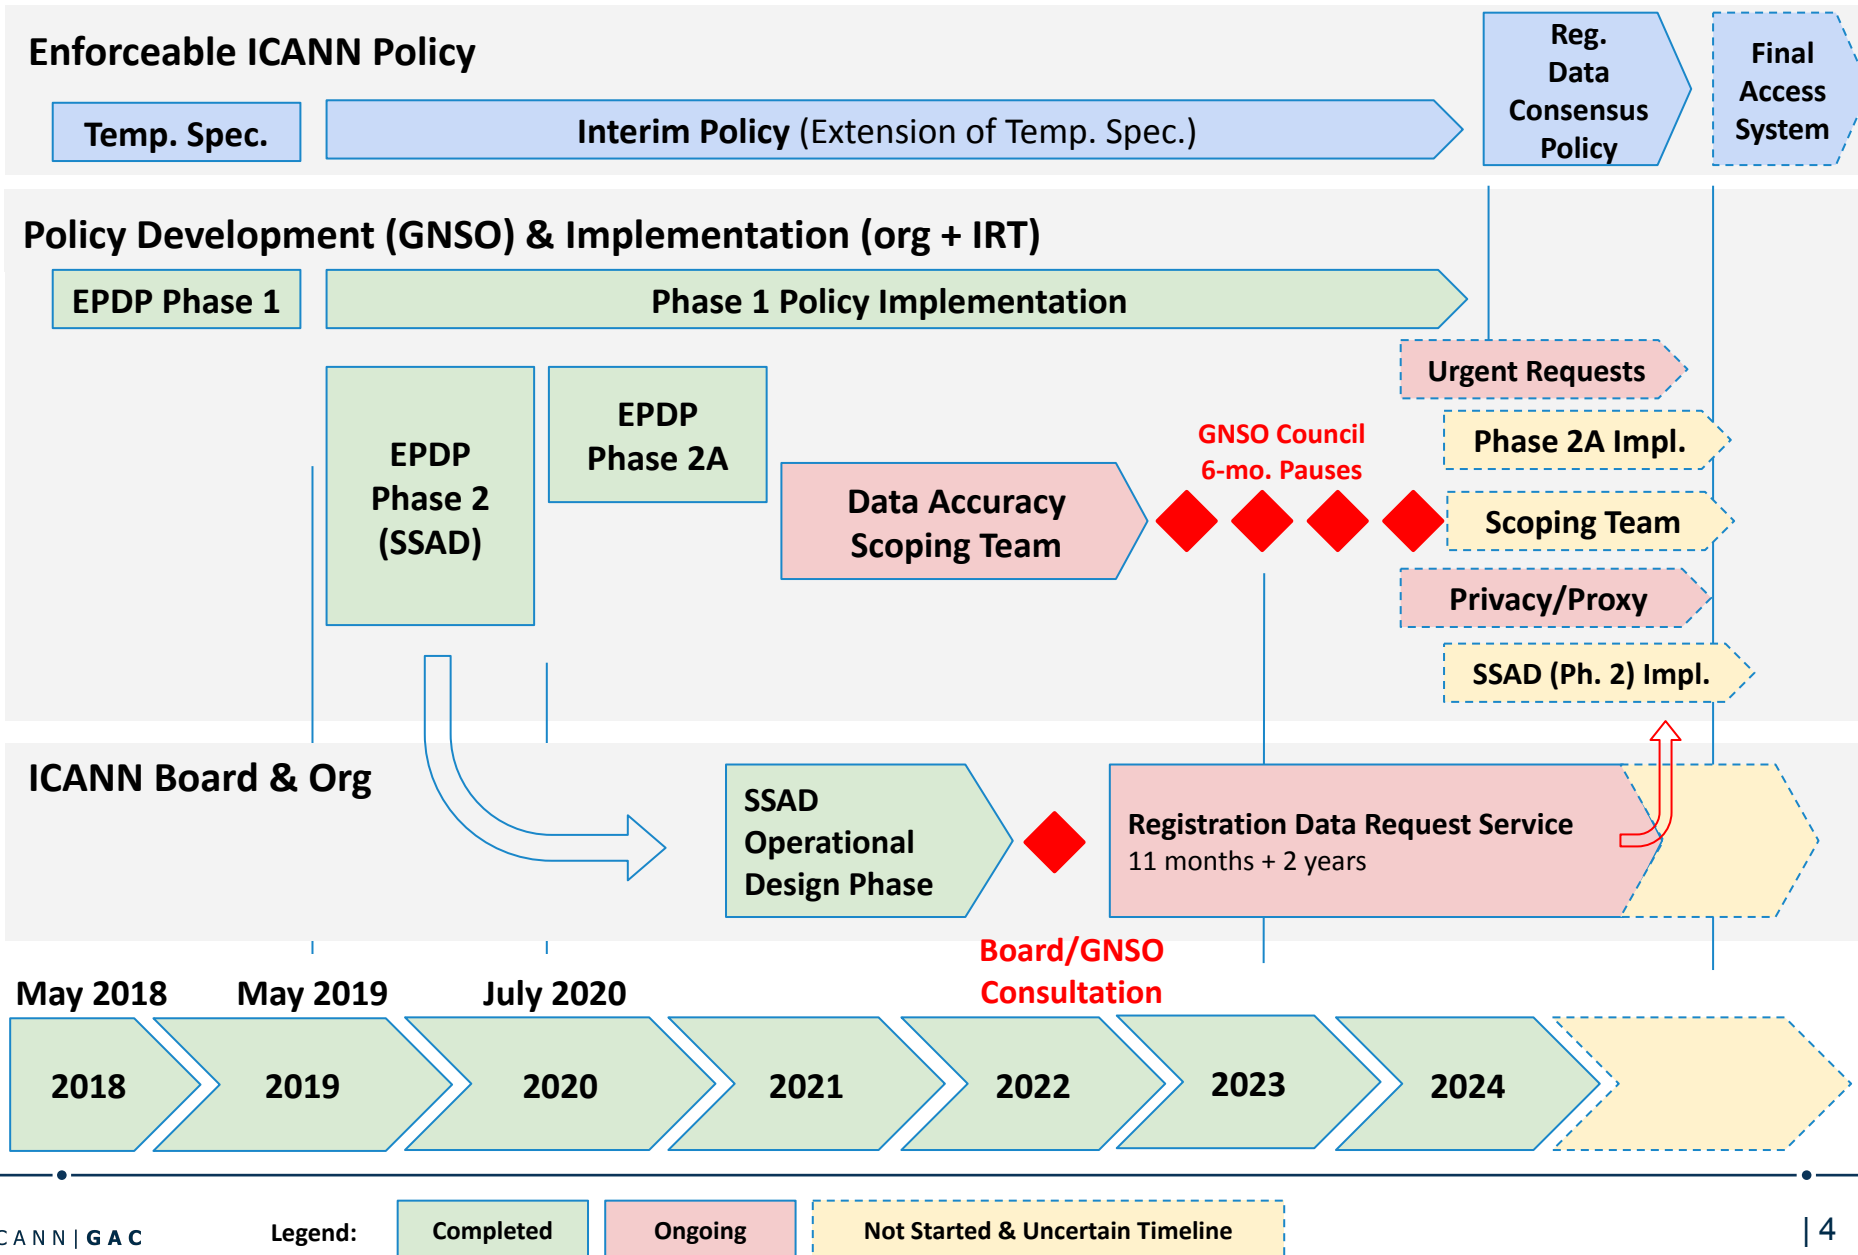 Enforceable ICANN Policy
Temp. Spec.
Interim Policy (Extension of Temp. Spec.)
Reg.
Data
Consensus
Policy
Final
Access
System
Policy Development (GNSO) & Implementation (org + IRT)
EPDP Phase 1
Phase 1 Policy Implementation
EPDP
Phase 2
(SSAD)
EPDP
Phase 2A
Data Accuracy
Scoping Team
GNSO Council
6-mo. Pauses
Urgent Requests
Phase 2A Impl.
Scoping Team
Privacy/Proxy
SSAD (Ph. 2) Impl.
ICANN Board & Org
SSAD
Operational
Design Phase
Registration Data Request Service
11 months + 2 years
Board/GNSO
Consultation
May 2018
May 2019
July 2020
2018
2019
2020
2021
2022
2023
2024
CANN|GAC
Legend:
Completed
Ongoing
Not Started & Uncertain Timeline
| 4